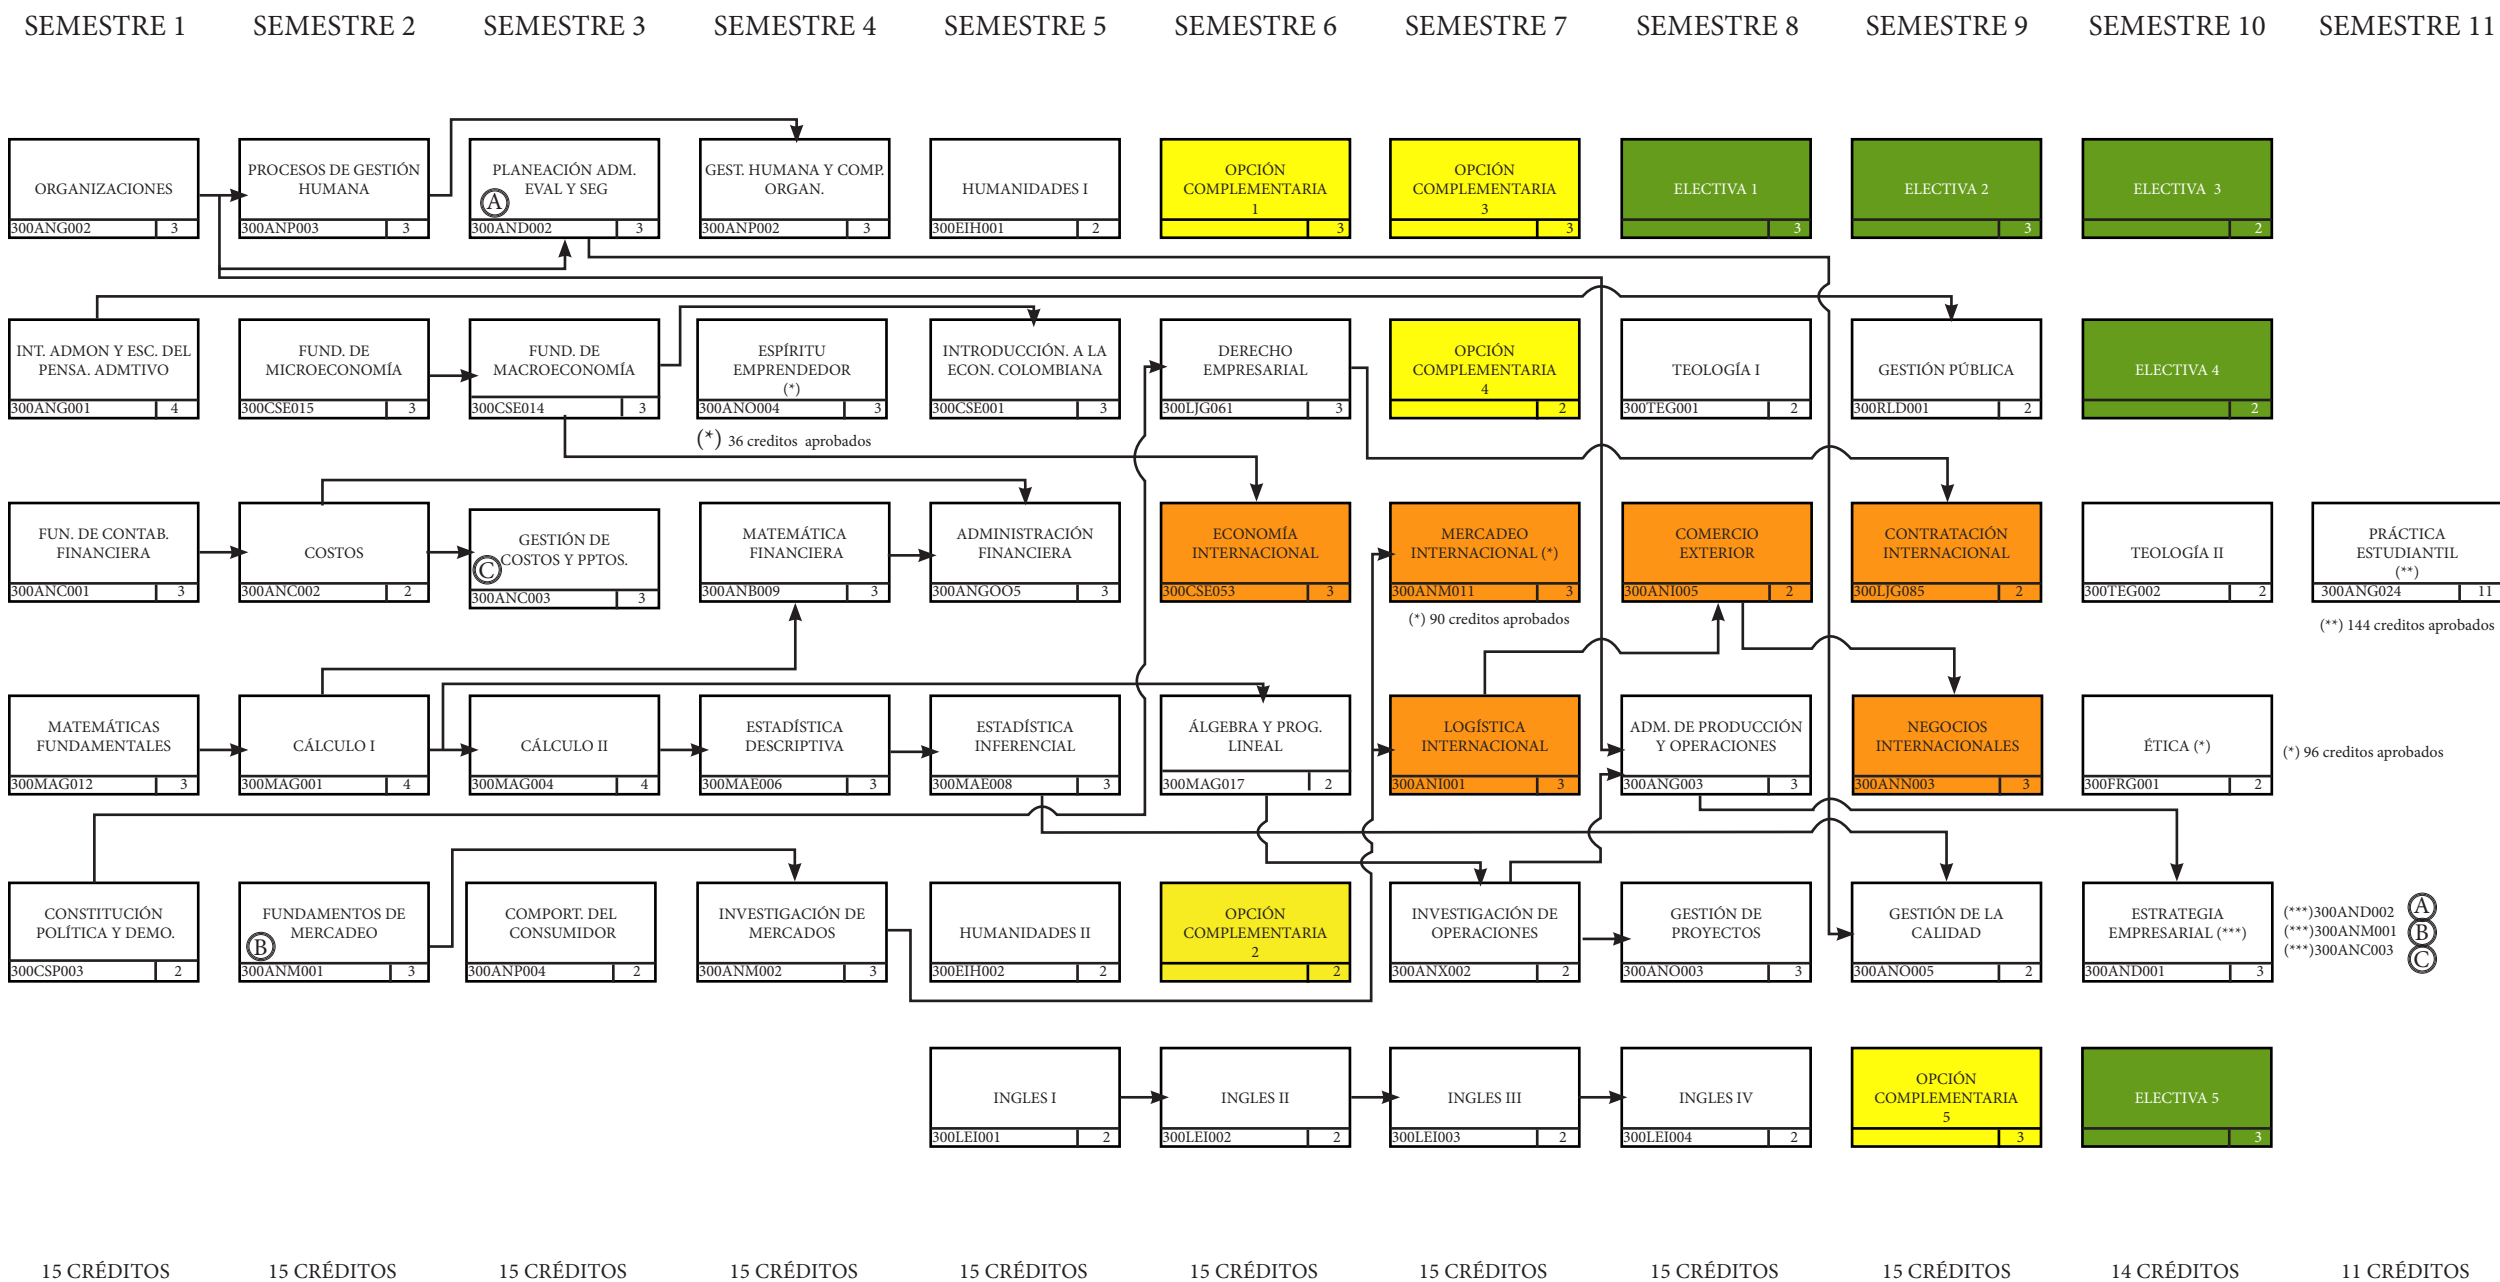 SEMESTRE 1
SEMESTRE 2
SEMESTRE 3
SEMESTRE 4
SEMESTRE 5
SEMESTRE 6
SEMESTRE 7
SEMESTRE 8
SEMESTRE 9
SEMESTRE 10
SEMESTRE 11
ORGANIZACIONES
300ANG002 3
PROCESOS DE GESTIÓN
HUMANA
300ANP003 3
PLANEACIÓN ADM.
EVAL Y SEG
A
300AND002 3
GEST. HUMANA Y COMP.
ORGAN.
300ANP002 3
HUMANIDADES I
300EIH001 2
OPCIÓN
COMPLEMENTARIA
1
3
OPCIÓN
COMPLEMENTARIA
3
3
ELECTIVA 1
3
ELECTIVA 2
3
ELECTIVA 3
2
INT. ADMON Y ESC. DEL
PENSA. ADMTIVO
300ANG001 4
FUND. DE
MICROECONOMÍA
300CSE015 3
FUND. DE
MACROECONOMÍA
300CSE014 3
ESPÍRITU
EMPRENDEDOR
(*)
300ANO004 3
(*) 36 creditos aprobados
INTRODUCCIÓN. A LA
ECON. COLOMBIANA
300CSE001 3
DERECHO
EMPRESARIAL
300LJG061 3
OPCIÓN
COMPLEMENTARIA
4
2
TEOLOGÍA I
300TEG001 2
GESTIÓN PÚBLICA
300RLD001 2
ELECTIVA 4
2
FUN. DE CONTAB.
FINANCIERA
300ANC001 3
COSTOS
300ANC002 2
GESTIÓN DE
COSTOS Y PPTOS.
C
300ANC003 3
MATEMÁTICA
FINANCIERA
300ANB009 3
ADMINISTRACIÓN
FINANCIERA
300ANGOO5 3
ECONOMÍA
INTERNACIONAL
300CSE053 3
MERCADEO
INTERNACIONAL (*)
300ANM011 3
(*) 90 creditos aprobados
COMERCIO
EXTERIOR
300ANI005 2
CONTRATACIÓN
INTERNACIONAL
300LJG085 2
TEOLOGÍA II
300TEG002 2
PRÁCTICA
ESTUDIANTIL
(**)
300ANG024 11
(**) 144 creditos aprobados
MATEMÁTICAS
FUNDAMENTALES
300MAG012 3
CÁLCULO I
300MAG001 4
CÁLCULO II
300MAG004 4
ESTADÍSTICA
DESCRIPTIVA
300MAE006 3
ESTADÍSTICA
INFERENCIAL
300MAE008 3
ÁLGEBRA Y PROG.
LINEAL
300MAG017 2
LOGÍSTICA
INTERNACIONAL
300ANI001 3
ADM. DE PRODUCCIÓN
Y OPERACIONES
300ANG003 3
NEGOCIOS
INTERNACIONALES
300ANN003 3
ÉTICA (*)
300FRG001 2
(*) 96 creditos aprobados
CONSTITUCIÓN
POLÍTICA Y DEMO.
300CSP003 2
FUNDAMENTOS DE
MERCADEO
B
300ANM001 3
COMPORT. DEL
CONSUMIDOR
300ANP004 2
INVESTIGACIÓN DE
MERCADOS
300ANM002 3
HUMANIDADES II
300EIH002 2
OPCIÓN
COMPLEMENTARIA
2
2
INVESTIGACIÓN DE
OPERACIONES
300ANX002 2
GESTIÓN DE
PROYECTOS
300ANO003 3
GESTIÓN DE LA
CALIDAD
300ANO005 2
ESTRATEGIA
EMPRESARIAL (***)
300AND001 3
(***)300AND002 A
(***)300ANM001 B
(***)300ANC003 C
INGLES I
300LEI001 2
INGLES II
300LEI002 2
INGLES III
300LEI003 2
INGLES IV
300LEI004 2
OPCIÓN
COMPLEMENTARIA
5
3
ELECTIVA 5
3
15 CRÉDITOS
15 CRÉDITOS
15 CRÉDITOS
15 CRÉDITOS
15 CRÉDITOS
15 CRÉDITOS
15 CRÉDITOS
15 CRÉDITOS
15 CRÉDITOS
14 CRÉDITOS
11 CRÉDITOS